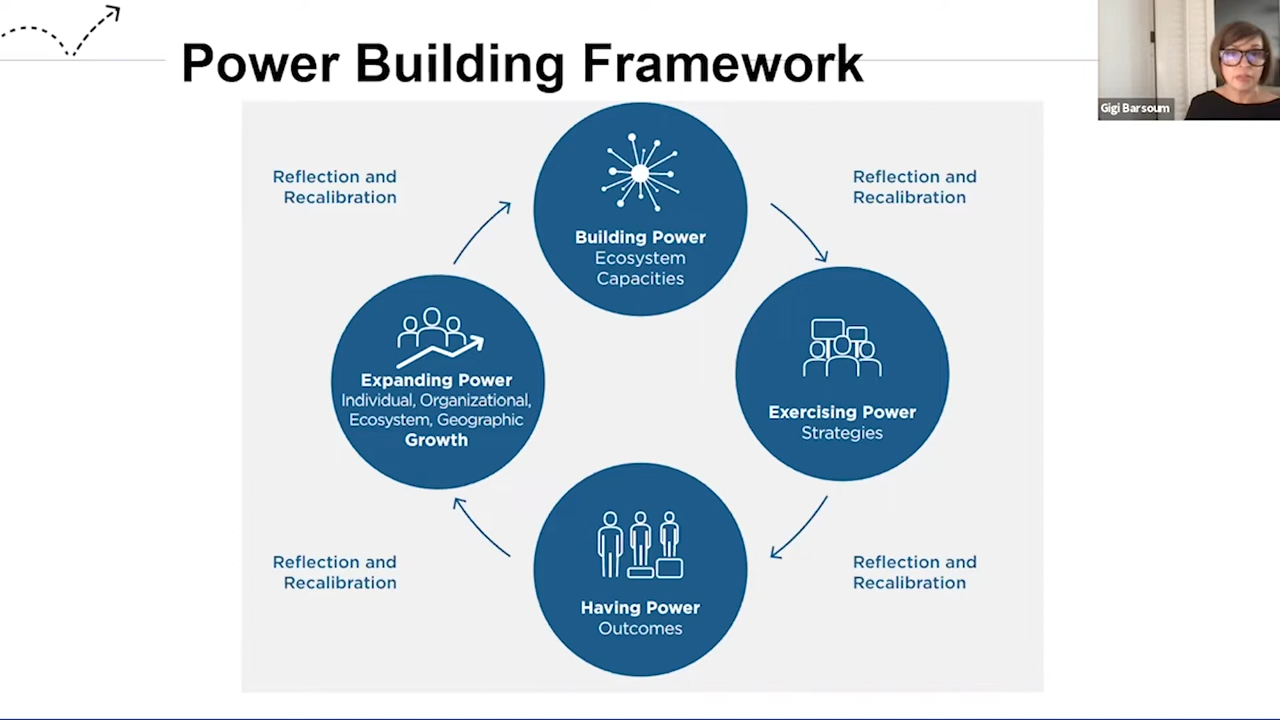 Power Building Framework
Gigi Barsoum
Reflection and
Recalibration
Reflection and
Recalibration
Building Power
Ecosystem
Capacities
Expanding Power
Individual, Organizational,
Ecosystem, Geographic
Growth
Exercising Power
Strategies
Reflection and
Recalibration
Reflection and
Recalibration
Having Power
Outcomes